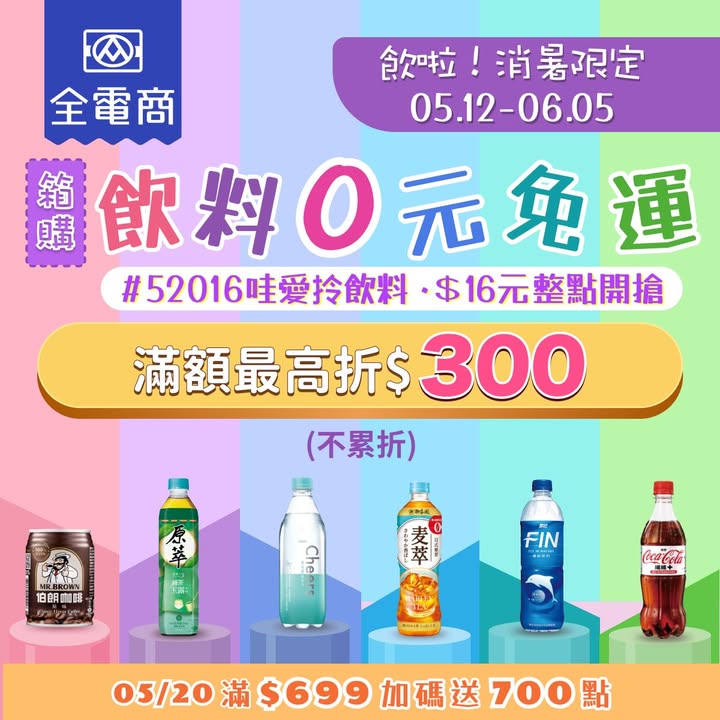 全電商
飲啦！消暑限定
05.12-06.05
箱購
飲料0元免運
#52016哇愛拎飲料・$16元整點開搶
滿額最高折$300
(不累折)
MR.BROWN
伯朗咖啡
原萃
Cheers
麦萃
FIN
Coca-Cola
纖維+
05/20 滿 $699 加碼送 700 點